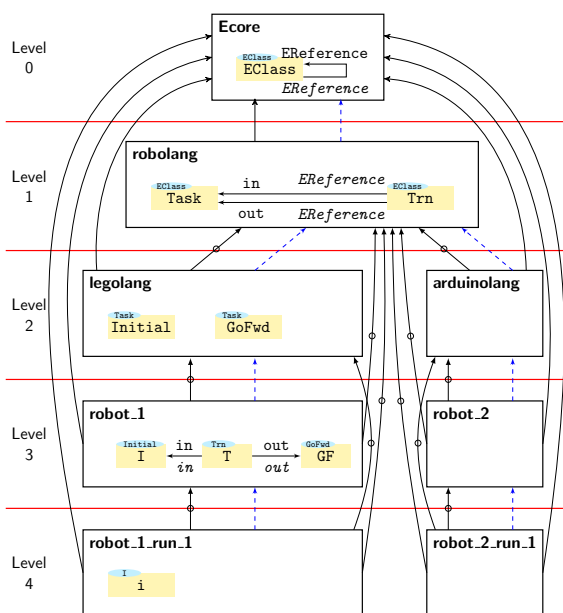 Level
0
Ecore
EClass
EClass
EReference
EReference
Level
1
robolang
EClass
Task
in
EReference
out
EReference
EClass
Trn
Level
2
legolang
Task
Initial
Task
GoFwd
arduinolang
Level
3
robot_1
Initial
I
in
in
Trn
T
out
out
GoFwd
GF
robot_2
Level
4
robot_1_run_1
I
i
robot_2_run_1